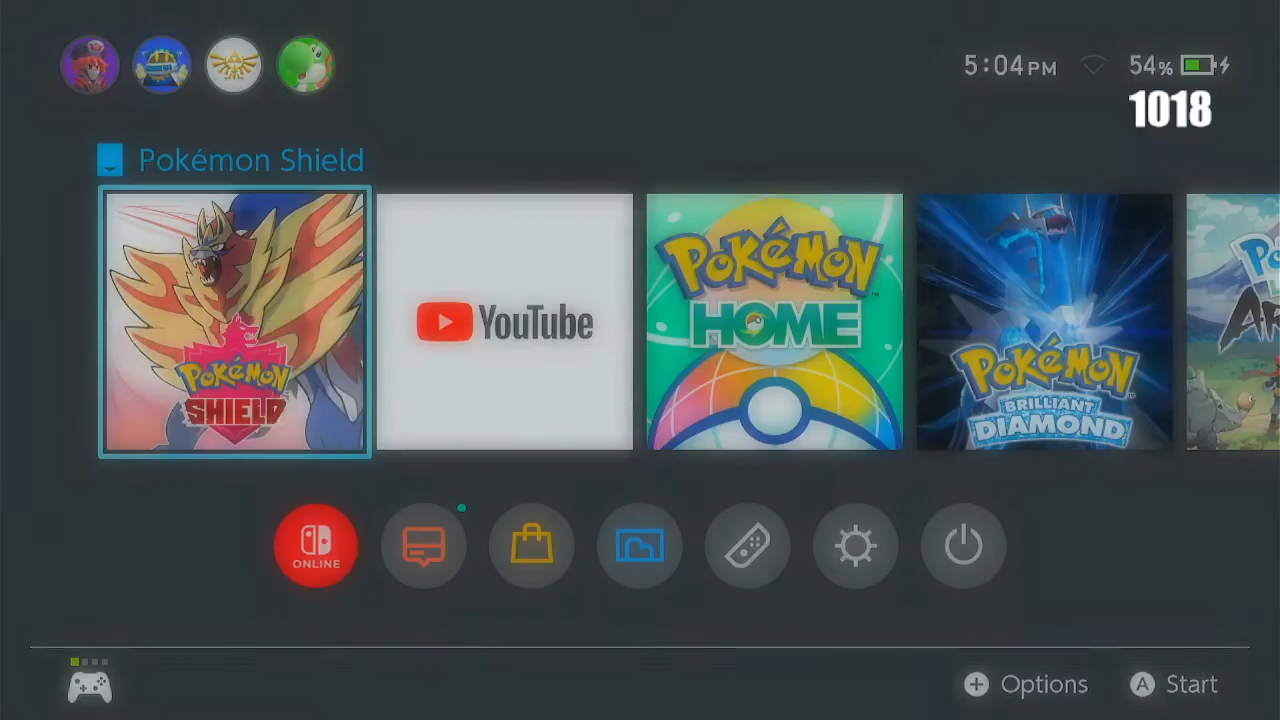 5:04PM 54%
1018
Pokémon Shield
POKÉMON
SHIELD
YouTube
POKÉMON
HOME
POKÉMON
BRILLIANT
DIAMOND
ONLINE
Options
A Start